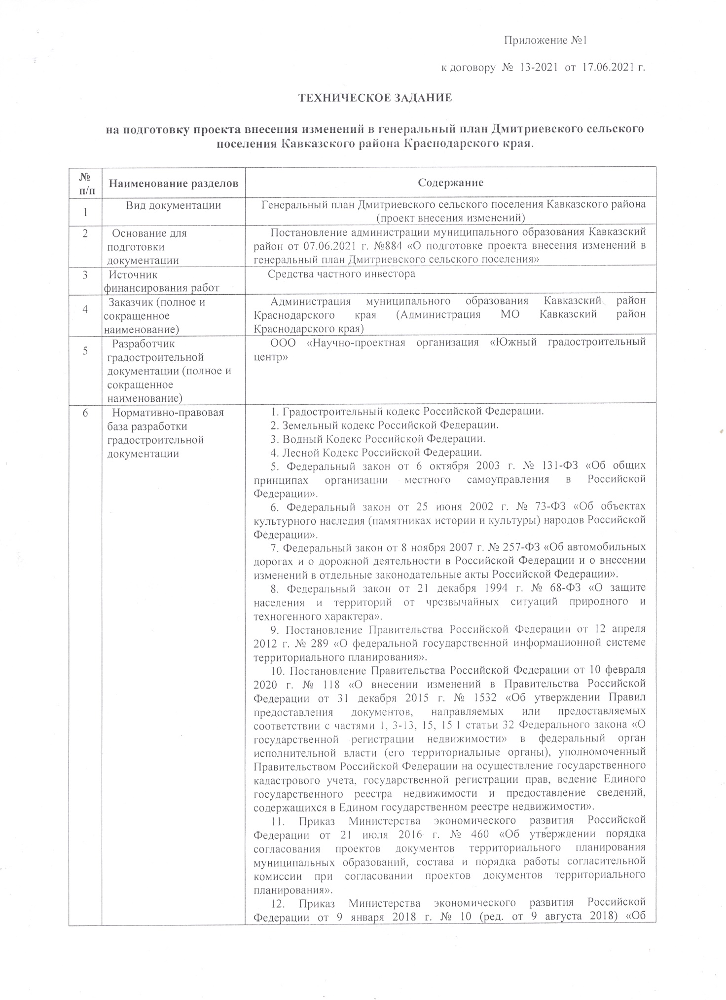 Приложение №1
к договору № 13-2021 от 17.06.2021 г.
ТЕХНИЧЕСКОЕ ЗАДАНИЕ
на подготовку проекта внесения изменений в генеральный план Дмитриевского сельского
поселения Кавказского района Краснодарского края.
№
п/п
Наименование разделов
Содержание
1
Вид документации
Генеральный план Дмитриевского сельского поселения Кавказского района
(проект внесения изменений)
2
Основание для
подготовки
документации
Постановление администрации муниципального образования Кавказский
район от 07.06.2021 г. №884 «О подготовке проекта внесения изменений в
генеральный план Дмитриевского сельского поселения»
3
Источник
финансирования работ
Средства частного инвестора
4
Заказчик (полное и
сокращенное
наименование)
Администрация муниципального образования Кавказский район
Краснодарского края (Администрация МО Кавказский район
Краснодарского края)
5
Разработчик
градостроительной
документации (полное и
сокращенное
наименование)
ООО «Научно-проектная организация «Южный градостроительный
центр»
6
Нормативно-правовая
база разработки
градостроительной
документации
1. Градостроительный кодекс Российской Федерации.
2. Земельный кодекс Российской Федерации.
3. Водный Кодекс Российской Федерации.
4. Лесной Кодекс Российской Федерации.
5. Федеральный закон от 6 октября 2003 г. № 131-ФЗ «Об общих
принципах организации местного самоуправления в Российской
Федерации».
6. Федеральный закон от 25 июня 2002 г. № 73-ФЗ «Об объектах
культурного наследия (памятниках истории и культуры) народов Российской
Федерации».
7. Федеральный закон от 8 ноября 2007 г. № 257-ФЗ «Об автомобильных
дорогах и о дорожной деятельности в Российской Федерации и о внесении
изменений в отдельные законодательные акты Российской Федерации».
8. Федеральный закон от 21 декабря 1994 г. № 68-ФЗ «О защите
населения и территорий от чрезвычайных ситуаций природного и
техногенного характера».
9. Постановление Правительства Российской Федерации от 12 апреля
2012 г. № 289 «О федеральной государственной информационной системе
территориального планирования».
10. Постановление Правительства Российской Федерации от 10 февраля
2020 г. № 118 «О внесении изменений в Правительства Российской
Федерации от 31 декабря 2015 г. № 1532 «Об утверждении Правил
предоставления документов, направляемых или предоставляемых
соответствии с частями 1, 3-13, 15, 15 1 статьи 32 Федерального закона «О
государственной регистрации недвижимости» в федеральный орган
исполнительной власти (его территориальные органы), уполномоченный
Правительством Российской Федерации на осуществление государственного
кадастрового учета, государственной регистрации прав, ведение Единого
государственного реестра недвижимости и предоставление сведений,
содержащихся в Едином государственном реестре недвижимости».
11. Приказ Министерства экономического развития Российской
Федерации от 21 июля 2016 г. № 460 «Об утверждении порядка
согласования проектов документов территориального планирования
муниципальных образований, состава и порядка работы согласительной
комиссии при согласовании проектов документов территориального
планирования».
12. Приказ Министерства экономического развития Российской
Федерации от 9 января 2018 г. № 10 (ред. от 9 августа 2018) «Об